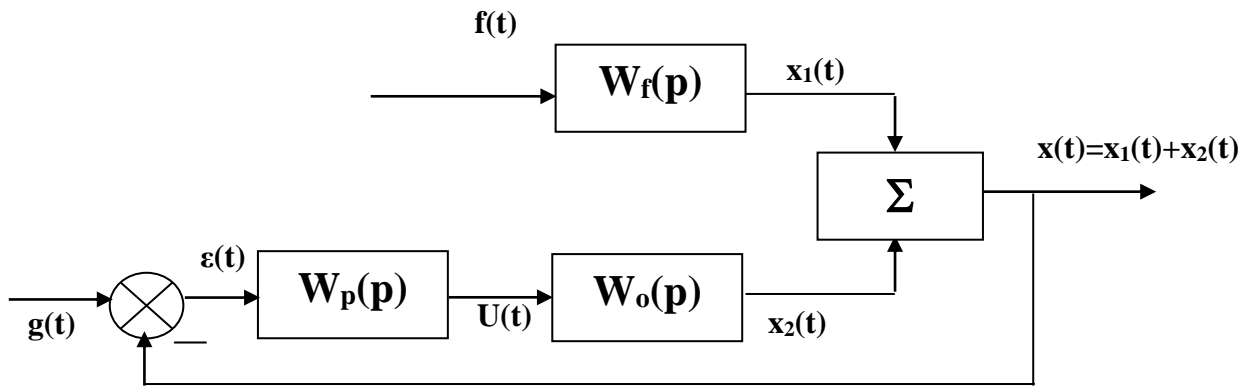 f(t)
W_f(p)
x₁(t)
x(t)=x₁(t)+x₂(t)
Σ
ε(t)
W_p(p)
W_o(p)
g(t)
U(t)
x₂(t)
—